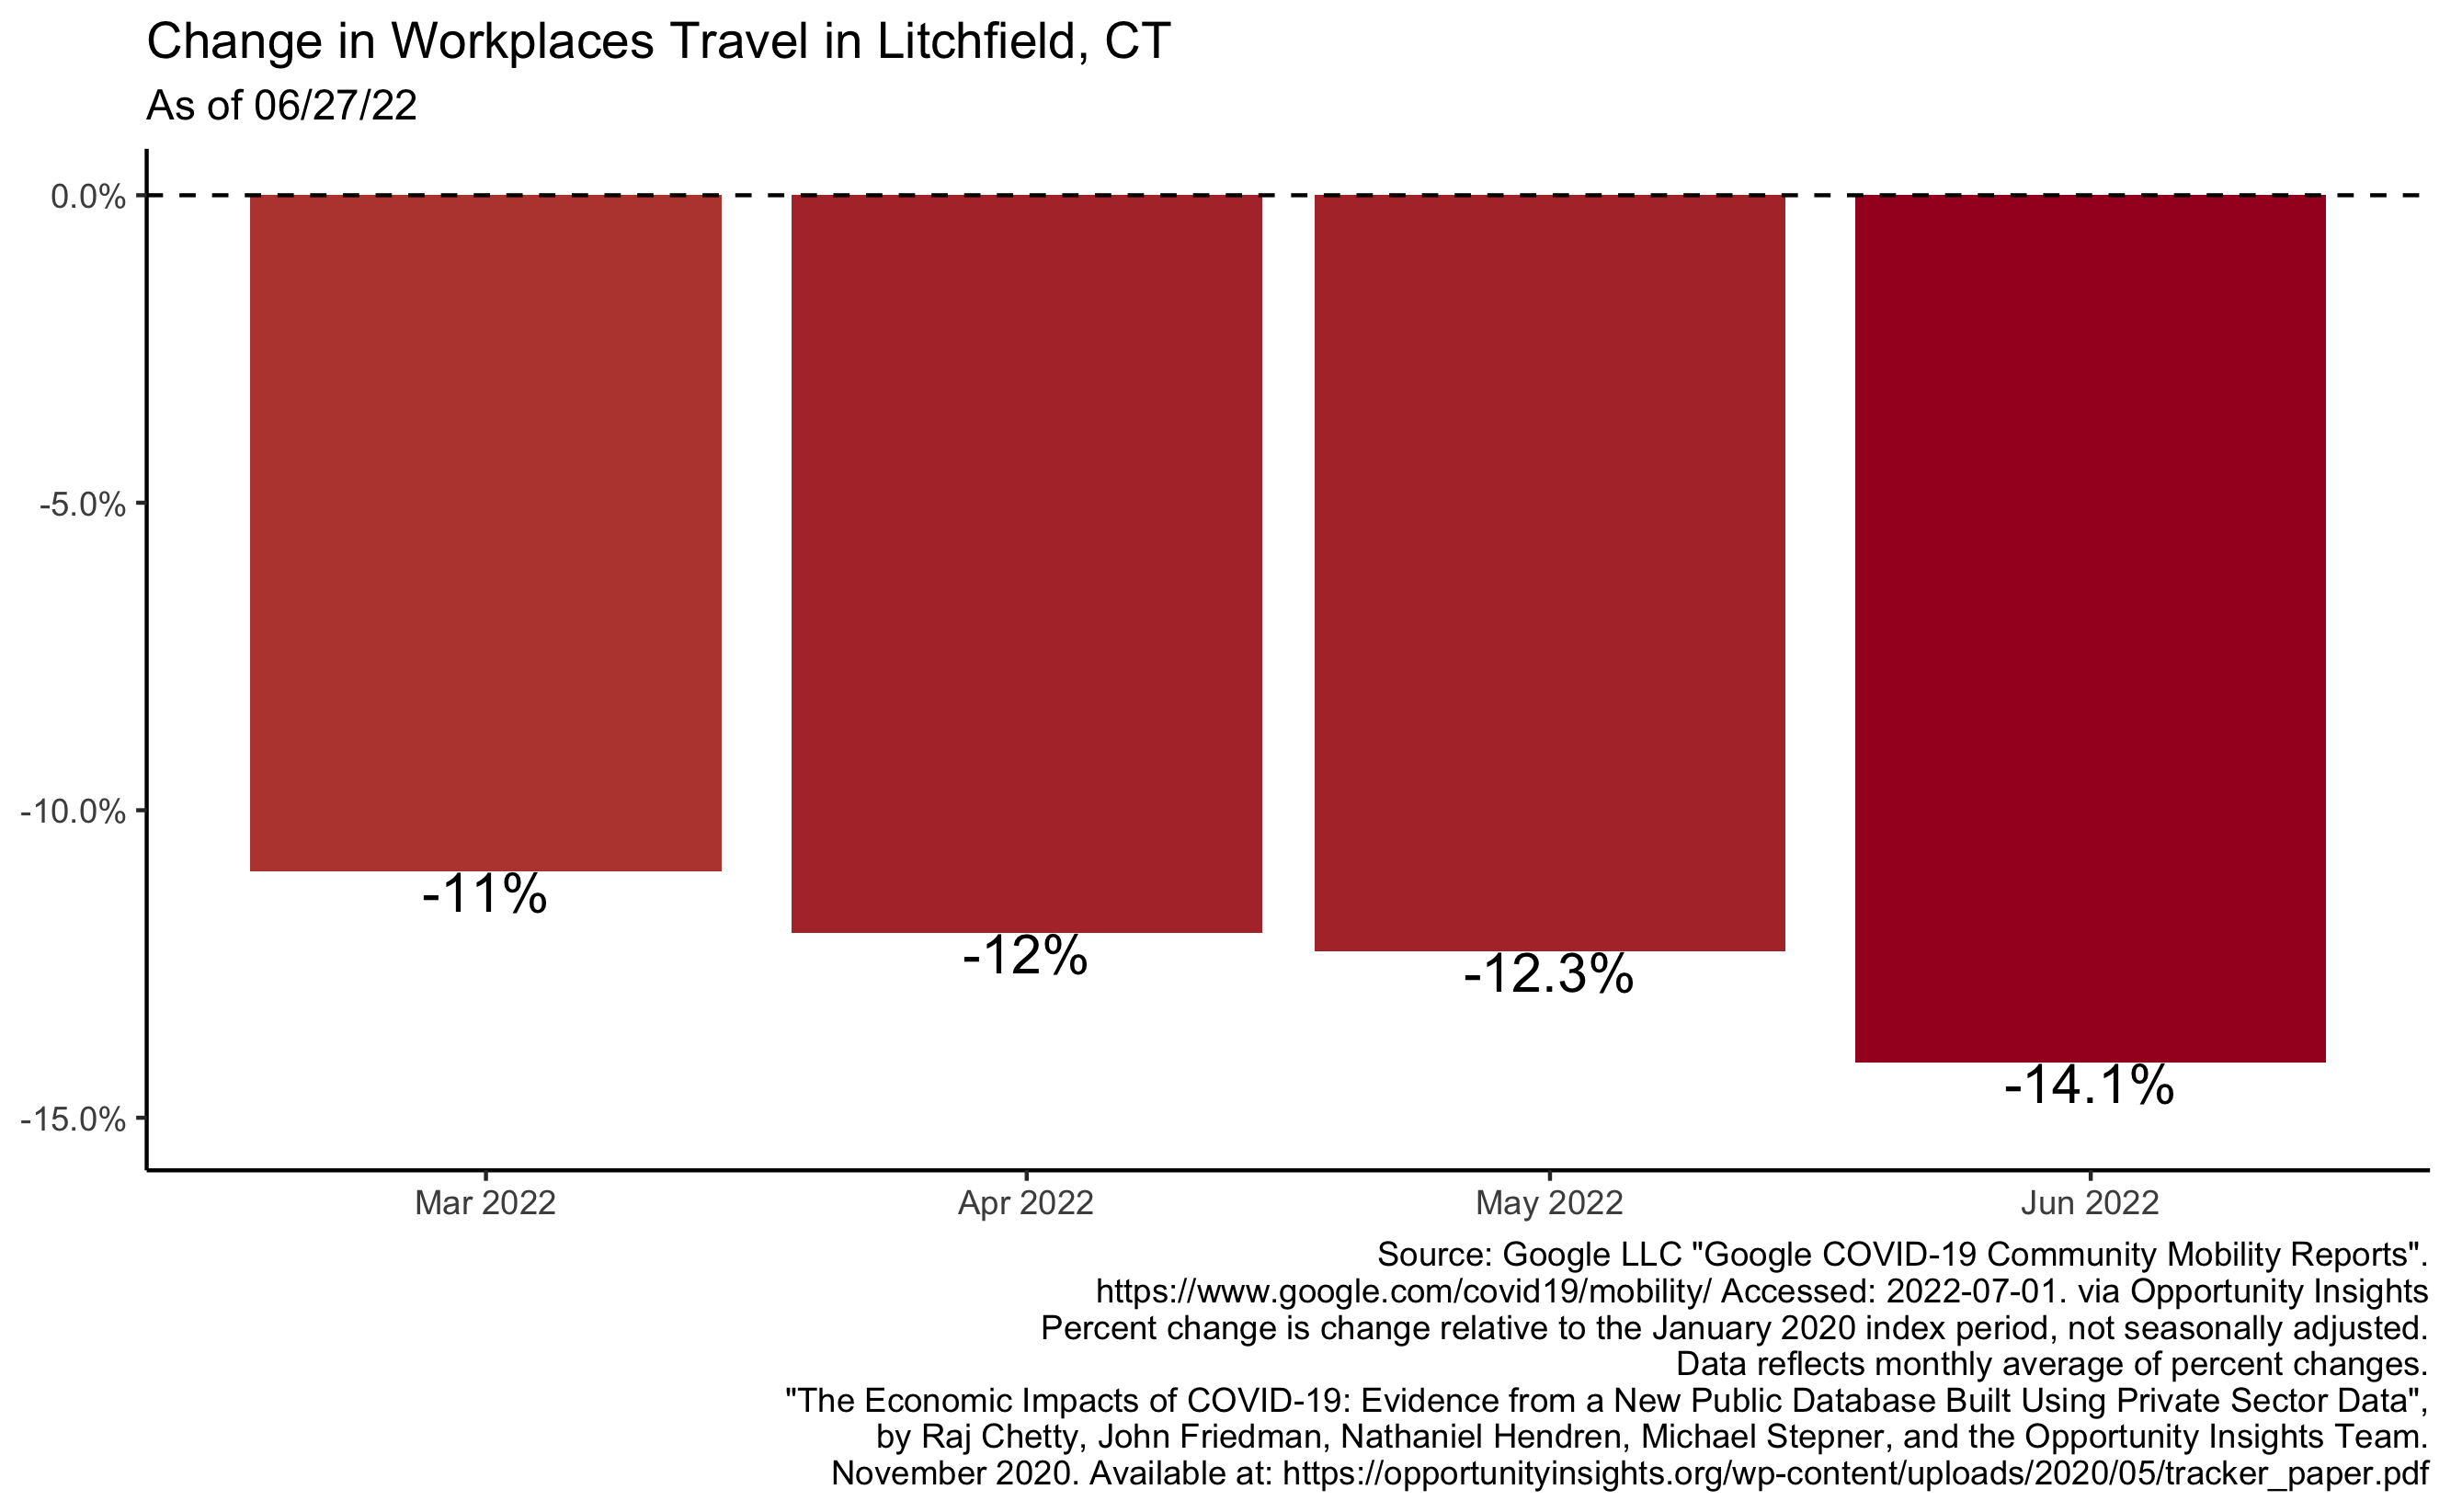 Change in Workplaces Travel in Litchfield, CT
As of 06/27/22
0.0%
-5.0%
-10.0%
-15.0%
-11%
-12%
-12.3%
-14.1%
Mar 2022
Apr 2022
May 2022
Jun 2022
Source: Google LLC "Google COVID-19 Community Mobility Reports".
https://www.google.com/covid19/mobility/ Accessed: 2022-07-01. via Opportunity Insights
Percent change is change relative to the January 2020 index period, not seasonally adjusted.
Data reflects monthly average of percent changes.
"The Economic Impacts of COVID-19: Evidence from a New Public Database Built Using Private Sector Data",
by Raj Chetty, John Friedman, Nathaniel Hendren, Michael Stepner, and the Opportunity Insights Team.
November 2020. Available at: https://opportunityinsights.org/wp-content/uploads/2020/05/tracker_paper.pdf